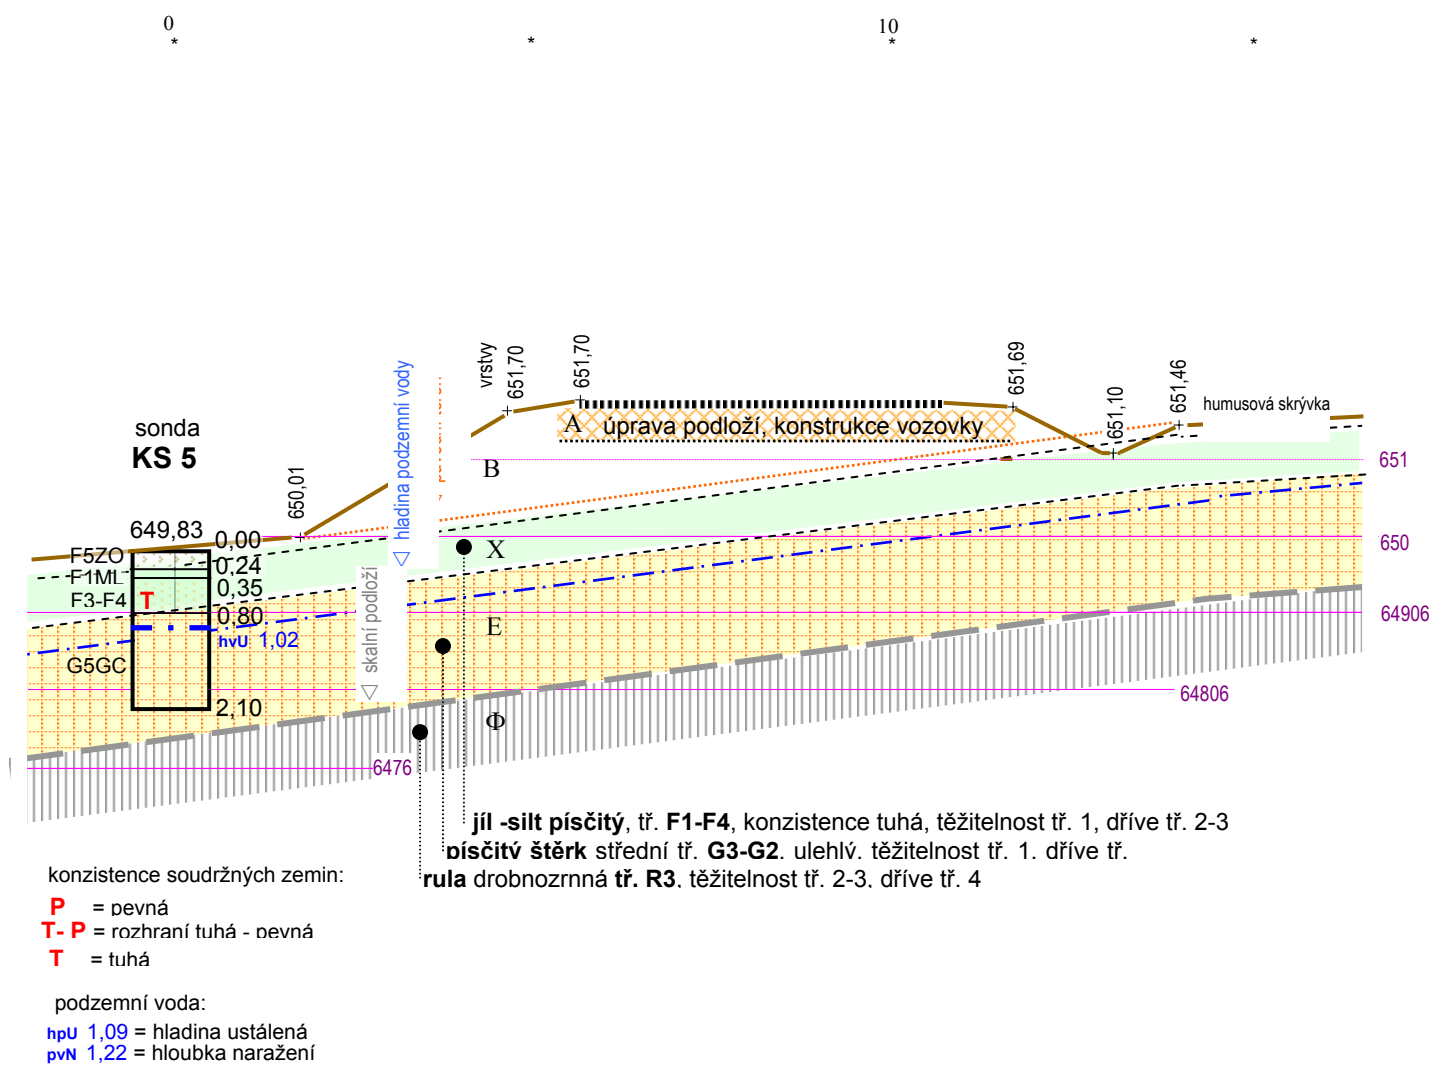 0 10
* * * *
vrstvy
651,70
651,70
651,69
651,10
651,46
humusová skrývka
hladina podzemní vody
A úprava podloží, konstrukce vozovky
B
651
sonda
KS 5
650,01
649,83
0,00
F5ZO
0,24
F1ML
0,35
F3-F4
T
0,80
hvU 1,02
G5GC
2,10
skalní podloží
X
650
E
64906
64806
Φ
6476
jíl -silt písčitý, tř. F1-F4, konzistence tuhá, těžitelnost tř. 1, dříve tř. 2-3
písčitý štěrk střední tř. G3-G2. ulehlý. těžitelnost tř. 1. dříve tř.
rula drobnozrnná tř. R3, těžitelnost tř. 2-3, dříve tř. 4
konzistence soudržných zemin:
P = pevná
T- P = rozhraní tuhá - pevná
T = tuhá
podzemní voda:
hpU 1,09 = hladina ustálená
pvN 1,22 = hloubka naražení